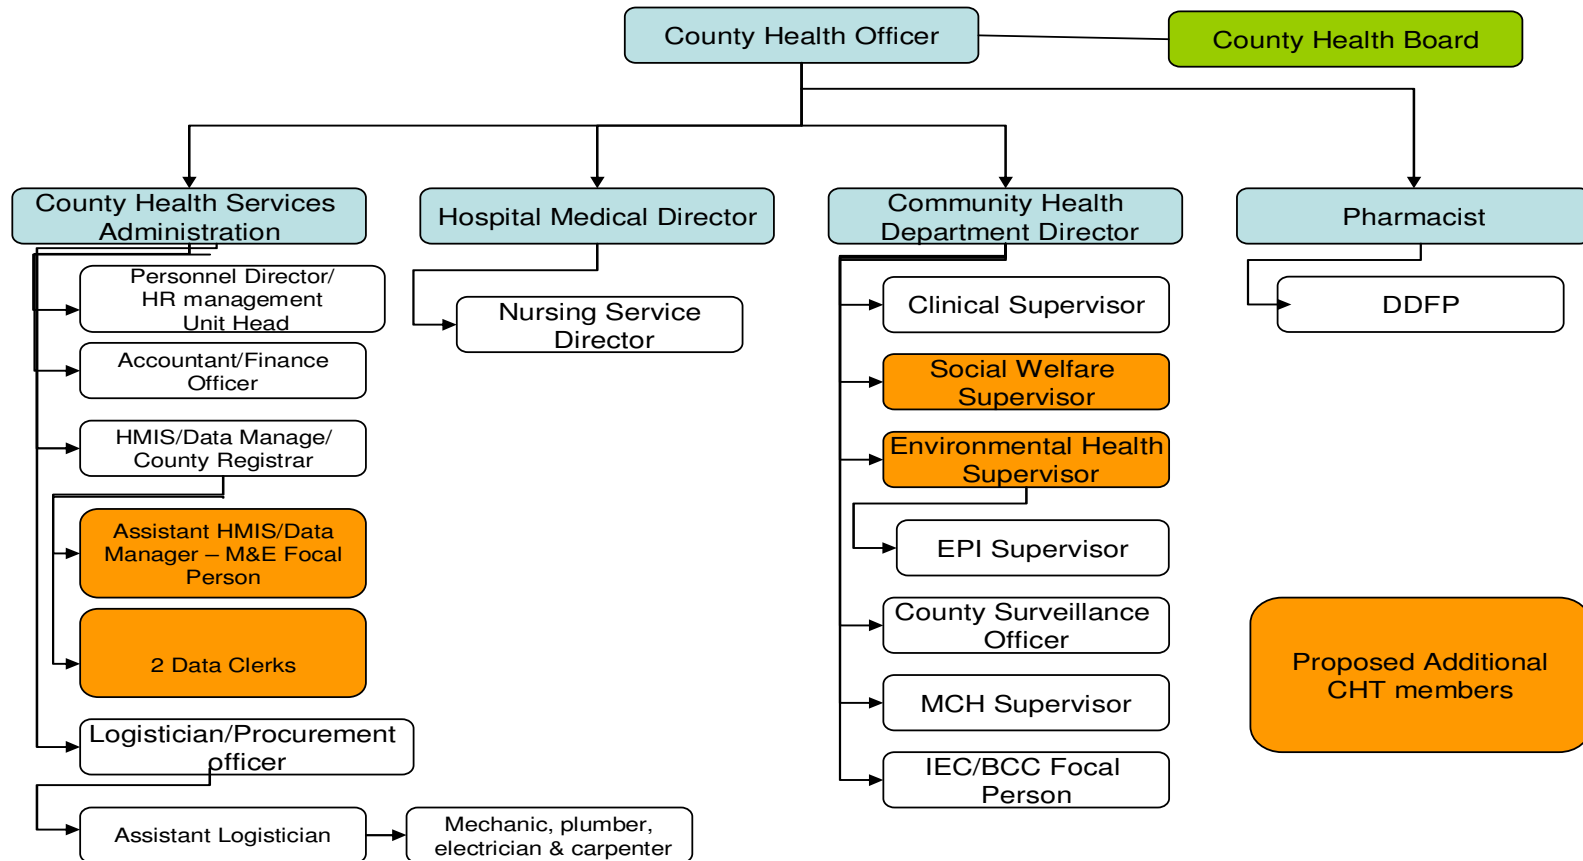 County Health Officer
County Health Board
County Health Services
Administration
Hospital Medical Director
Community Health
Department Director
Pharmacist
Personnel Director/
HR management
Unit Head
Accountant/Finance
Officer
HMIS/Data Manage/
County Registrar
Assistant HMIS/Data
Manager – M&E Focal
Person
2 Data Clerks
Logistician/Procurement
officer
Assistant Logistician
Mechanic, plumber,
electrician & carpenter
Nursing Service
Director
Clinical Supervisor
Social Welfare
Supervisor
Environmental Health
Supervisor
EPI Supervisor
County Surveillance
Officer
MCH Supervisor
IEC/BCC Focal
Person
DDFP
Proposed Additional
CHT members